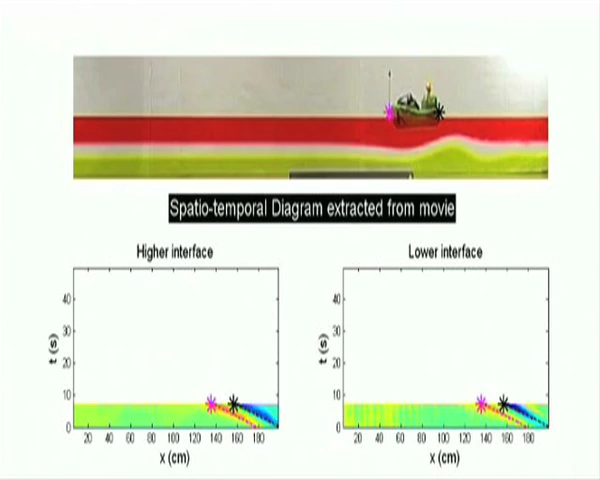 Spatio-temporal Diagram extracted from movie
Higher interface
Lower interface
t (s)
40
30
20
10
0
20 40 60 80 100 120 140 160 180
x (cm)
t (s)
40
30
20
10
0
20 40 60 80 100 120 140 160 180
x (cm)